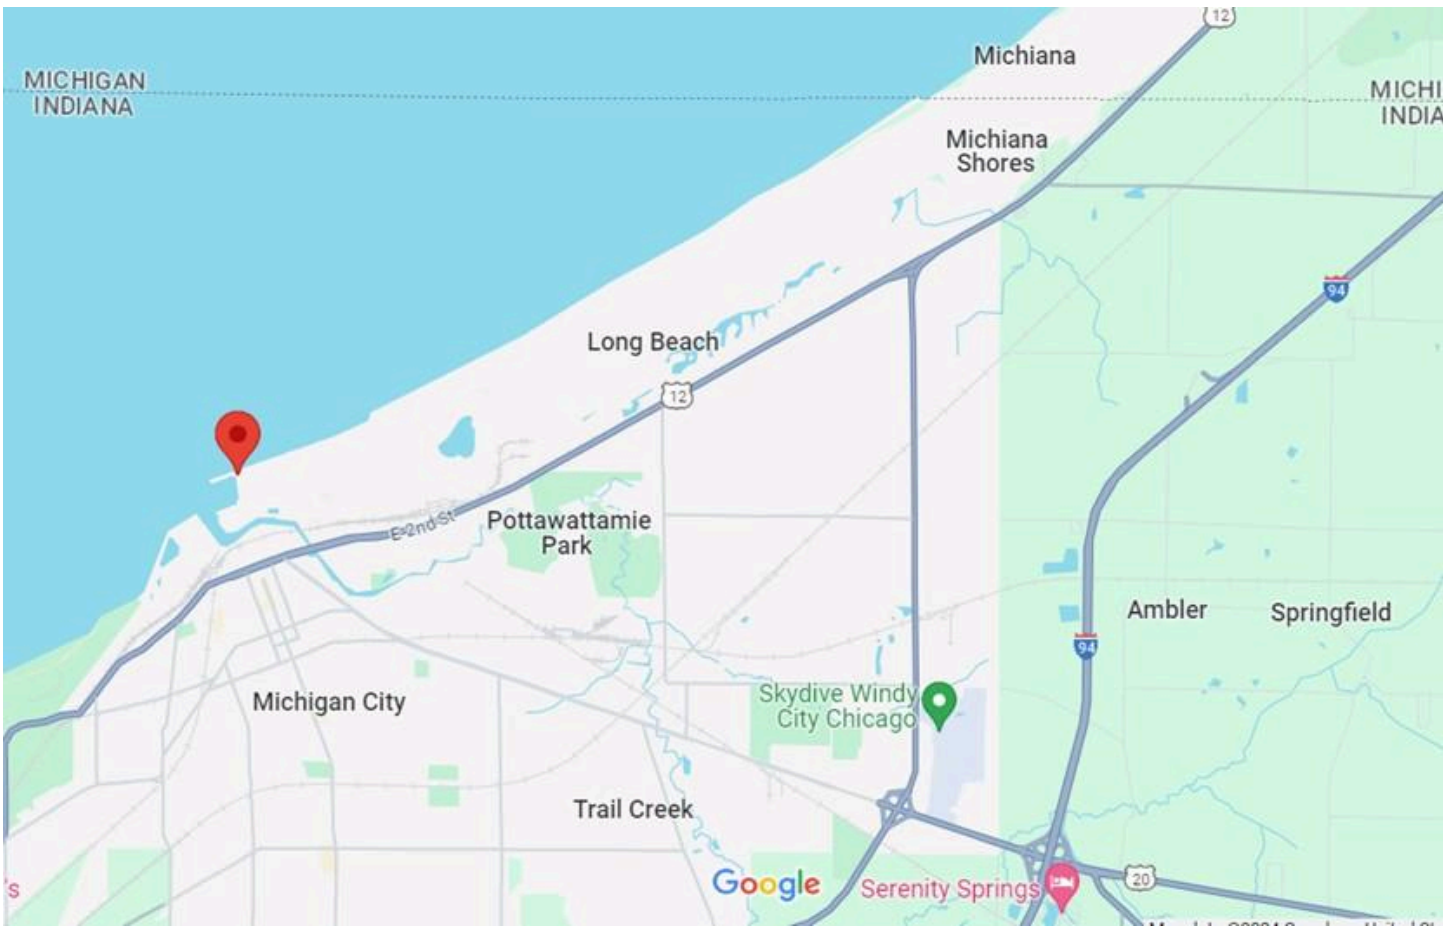 12
Michiana
MICHIGAN
INDIANA
MICHI
INDIA
Michiana
Shores
94
Long Beach
12
E 2nd St
Pottawattamie
Park
Ambler
Springfield
94
Michigan City
Skydive Windy
City Chicago
Trail Creek
Google
Serenity Springs
20
's